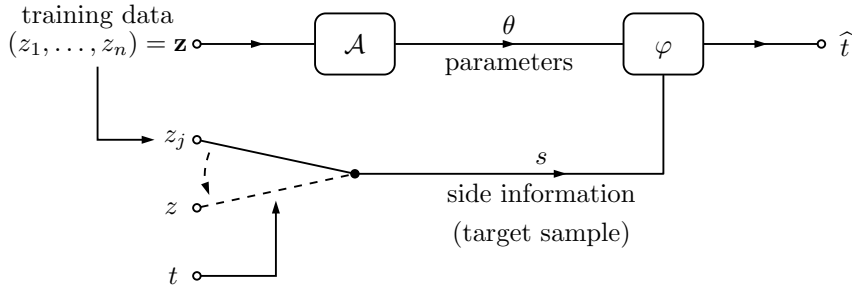 training data
(z₁, . . . , zₙ) = 𝐳
𝒜
θ
parameters
φ
t̂
zⱼ
s
side information
(target sample)
z
t